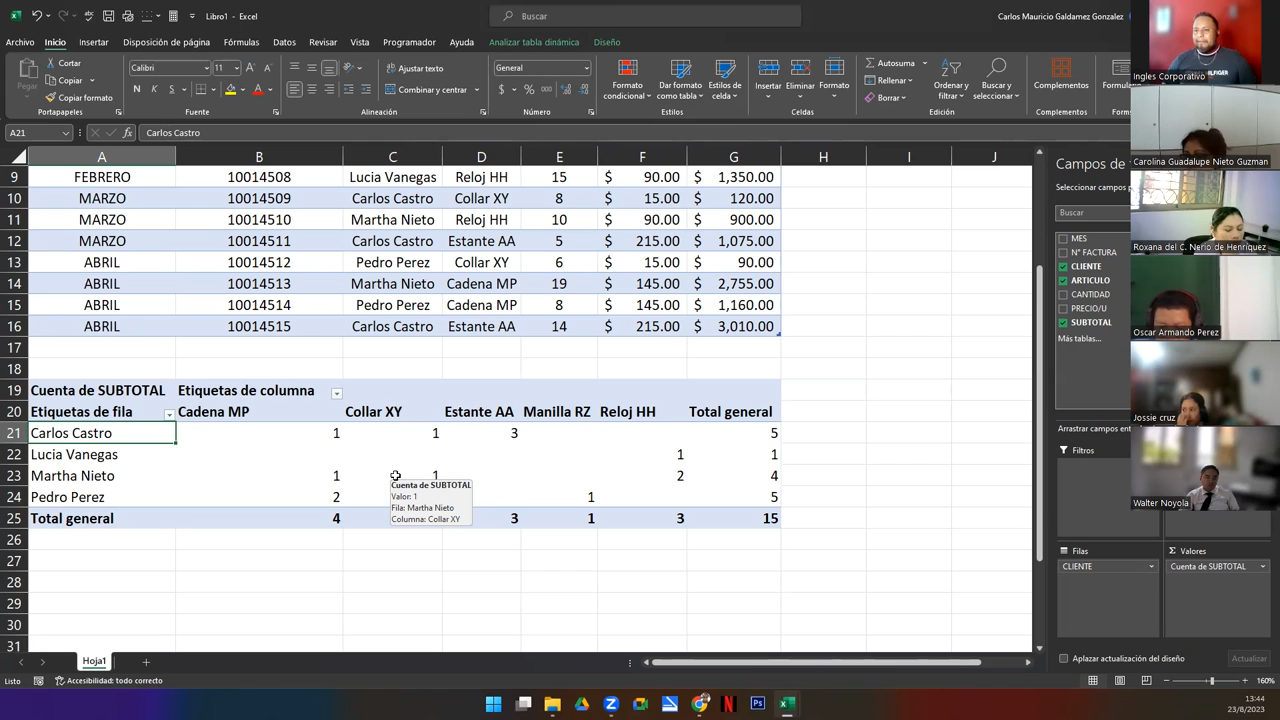 Libro1 - Excel
Buscar
Carlos Mauricio Galdamez Gonzalez
Archivo Inicio Insertar Disposición de página Fórmulas Datos Revisar Vista Programador Ayuda Analizar tabla dinámica Diseño
Pegar
Cortar
Copiar
Copiar formato
Portapapeles
Calibri 11
Fuente
Ajustar texto
Combinar y centrar
Alineación
General
Número
Formato condicional
Dar formato como tabla
Estilos de celda
Estilos
Insertar Eliminar Formato
Celdas
Autosuma
Rellenar
Borrar
Ordenar y filtrar
Buscar y seleccionar
Edición
Complementos
Complementos
A21 fx Carlos Castro
A B C D E F G H I J
9 FEBRERO 10014508 Lucia Vanegas Reloj HH 15 $ 90.00 $ 1,350.00
10 MARZO 10014509 Carlos Castro Collar XY 8 $ 15.00 $ 120.00
11 MARZO 10014510 Martha Nieto Reloj HH 10 $ 90.00 $ 900.00
12 MARZO 10014511 Carlos Castro Estante AA 5 $ 215.00 $ 1,075.00
13 ABRIL 10014512 Pedro Perez Collar XY 6 $ 15.00 $ 90.00
14 ABRIL 10014513 Martha Nieto Cadena MP 19 $ 145.00 $ 2,755.00
15 ABRIL 10014514 Pedro Perez Cadena MP 8 $ 145.00 $ 1,160.00
16 ABRIL 10014515 Carlos Castro Estante AA 14 $ 215.00 $ 3,010.00
17
18
19 Cuenta de SUBTOTAL Etiquetas de columna
20 Etiquetas de fila Cadena MP Collar XY Estante AA Manilla RZ Reloj HH Total general
21 Carlos Castro 1 1 3 5
22 Lucia Vanegas 1 1
23 Martha Nieto 1 1 2 4
24 Pedro Perez 2 1 5
25 Total general 4 3 1 3 15
26
27
28
29
30
31
Cuenta de SUBTOTAL
Valor: 1
Fila: Martha Nieto
Columna: Collar XY
Campos de
Seleccionar campos
Buscar
MES
N° FACTURA
CLIENTE
ARTICULO
CANTIDAD
PRECIO/U
SUBTOTAL
Más tablas...
Arrastrar campos
Filtros
Filas
CLIENTE
Valores
Cuenta de SUBTOTAL
Aplazar actualización del diseño
Actualizar
Ingles Corporativo
Carolina Guadalupe Nieto Guzman
Roxana del C. Nerio de Henriquez
Oscar Armando Perez
Jossie cruz
Walter Noyola
Hoja1
Listo
Accesibilidad: todo correcto
160%
13:44
23/8/2023